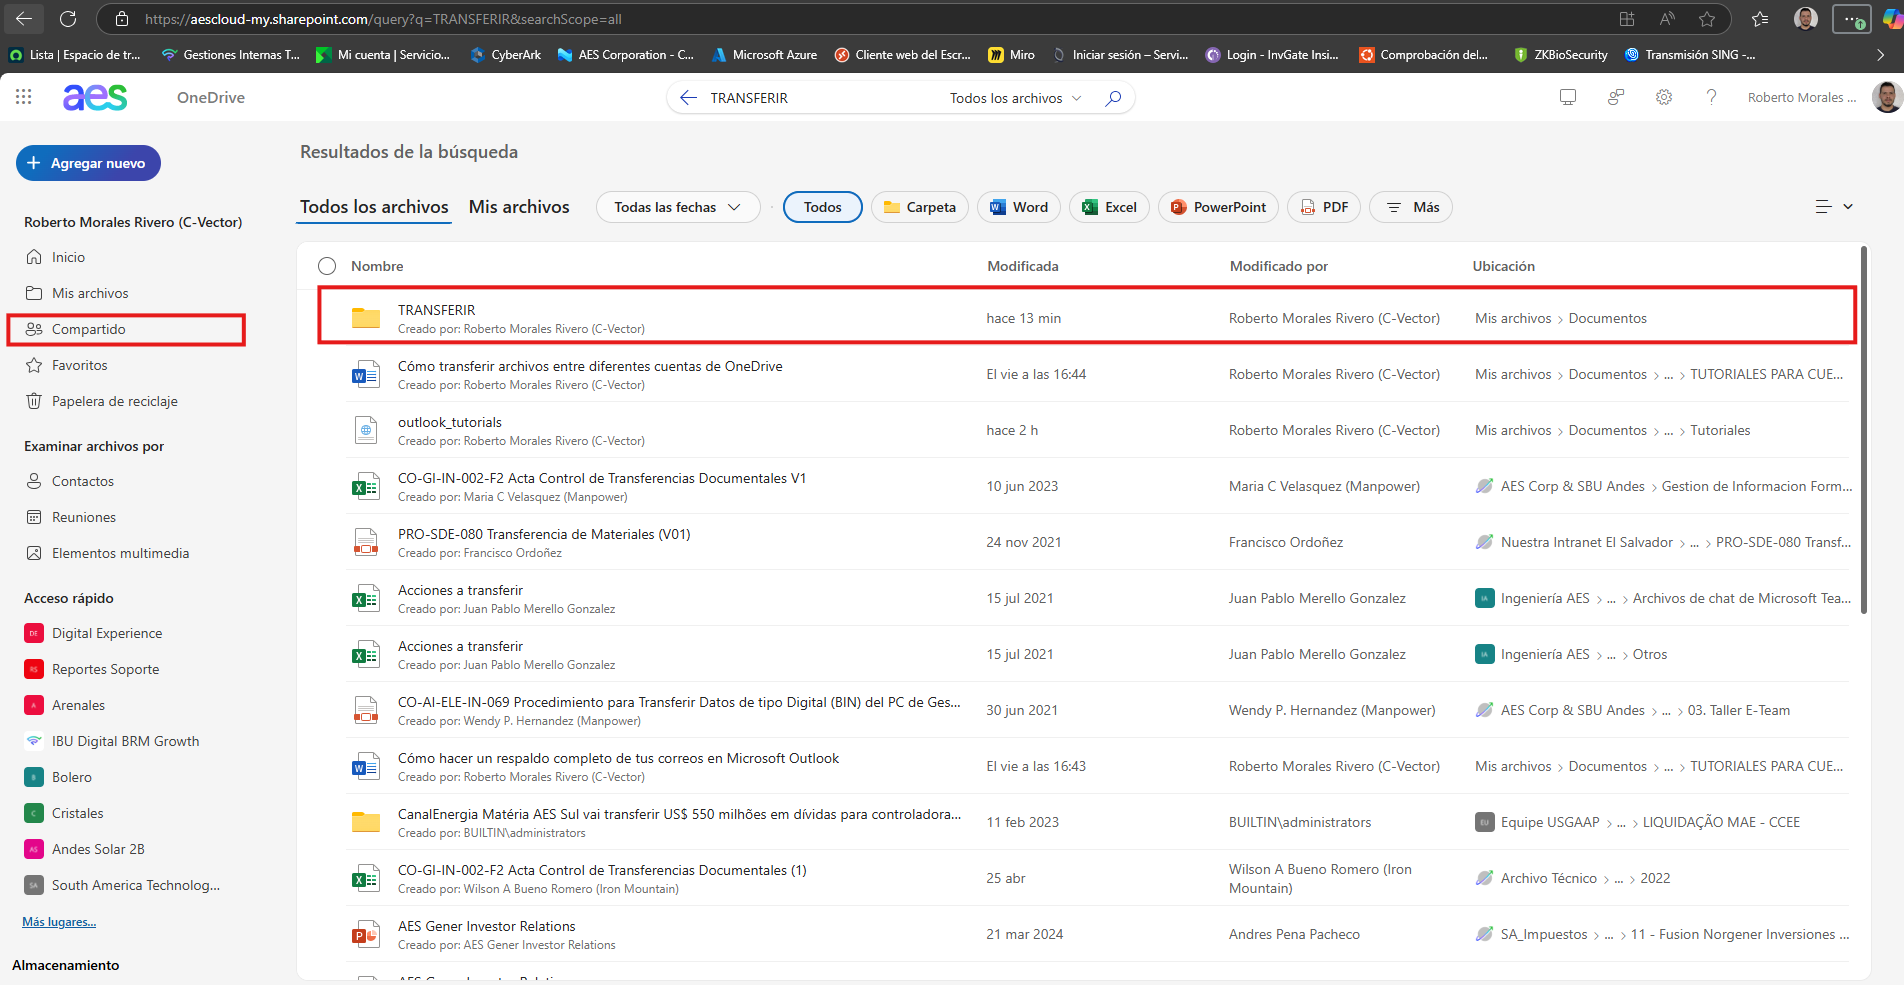 https://aescloud-my.sharepoint.com/query?q=TRANSFERIR&searchScope=all
Lista | Espacio de tr...
Gestiones Internas T...
Mi cuenta | Servicio...
CyberArk
AES Corporation - C...
Microsoft Azure
Cliente web del Escr...
Miro
Iniciar sesión – Servi...
Login - InvGate Insi...
Comprobación del...
ZKBioSecurity
Transmisión SING -...
aes
OneDrive
TRANSFERIR
Todos los archivos
Roberto Morales ...
Agregar nuevo
Roberto Morales Rivero (C-Vector)
Inicio
Mis archivos
Compartido
Favoritos
Papelera de reciclaje
Examinar archivos por
Contactos
Reuniones
Elementos multimedia
Acceso rápido
DE Digital Experience
RS Reportes Soporte
A Arenales
IBU Digital BRM Growth
B Bolero
C Cristales
AS Andes Solar 2B
SA South America Technolog...
Más lugares...
Almacenamiento
Resultados de la búsqueda
Todos los archivos
Mis archivos
Todas las fechas
Todos
Carpeta
Word
Excel
PowerPoint
PDF
Más
Nombre Modificada Modificado por Ubicación
TRANSFERIR
Creado por: Roberto Morales Rivero (C-Vector)
hace 13 min
Roberto Morales Rivero (C-Vector)
Mis archivos > Documentos
Cómo transferir archivos entre diferentes cuentas de OneDrive
Creado por: Roberto Morales Rivero (C-Vector)
El vie a las 16:44
Roberto Morales Rivero (C-Vector)
Mis archivos > Documentos > ... > TUTORIALES PARA CUE...
outlook_tutorials
Creado por: Roberto Morales Rivero (C-Vector)
hace 2 h
Roberto Morales Rivero (C-Vector)
Mis archivos > Documentos > ... > Tutoriales
CO-GI-IN-002-F2 Acta Control de Transferencias Documentales V1
Creado por: Maria C Velasquez (Manpower)
10 jun 2023
Maria C Velasquez (Manpower)
AES Corp & SBU Andes > Gestion de Informacion Form...
PRO-SDE-080 Transferencia de Materiales (V01)
Creado por: Francisco Ordoñez
24 nov 2021
Francisco Ordoñez
Nuestra Intranet El Salvador > ... > PRO-SDE-080 Transf...
Acciones a transferir
Creado por: Juan Pablo Merello Gonzalez
15 jul 2021
Juan Pablo Merello Gonzalez
IA Ingeniería AES > ... > Archivos de chat de Microsoft Tea...
Acciones a transferir
Creado por: Juan Pablo Merello Gonzalez
15 jul 2021
Juan Pablo Merello Gonzalez
IA Ingeniería AES > ... > Otros
CO-AI-ELE-IN-069 Procedimiento para Transferir Datos de tipo Digital (BIN) del PC de Ges...
Creado por: Wendy P. Hernandez (Manpower)
30 jun 2021
Wendy P. Hernandez (Manpower)
AES Corp & SBU Andes > ... > 03. Taller E-Team
Cómo hacer un respaldo completo de tus correos en Microsoft Outlook
Creado por: Roberto Morales Rivero (C-Vector)
El vie a las 16:43
Roberto Morales Rivero (C-Vector)
Mis archivos > Documentos > ... > TUTORIALES PARA CUE...
CanalEnergia Matéria AES Sul vai transferir US$ 550 milhões em dívidas para controladora...
Creado por: BUILTIN\administrators
11 feb 2023
BUILTIN\administrators
EU Equipe USGAAP > ... > LIQUIDAÇÃO MAE - CCEE
CO-GI-IN-002-F2 Acta Control de Transferencias Documentales (1)
Creado por: Wilson A Bueno Romero (Iron Mountain)
25 abr
Wilson A Bueno Romero (Iron
Mountain)
Archivo Técnico > ... > 2022
AES Gener Investor Relations
Creado por: AES Gener Investor Relations
21 mar 2024
Andres Pena Pacheco
SA_Impuestos > ... > 11 - Fusion Norgener Inversiones ...